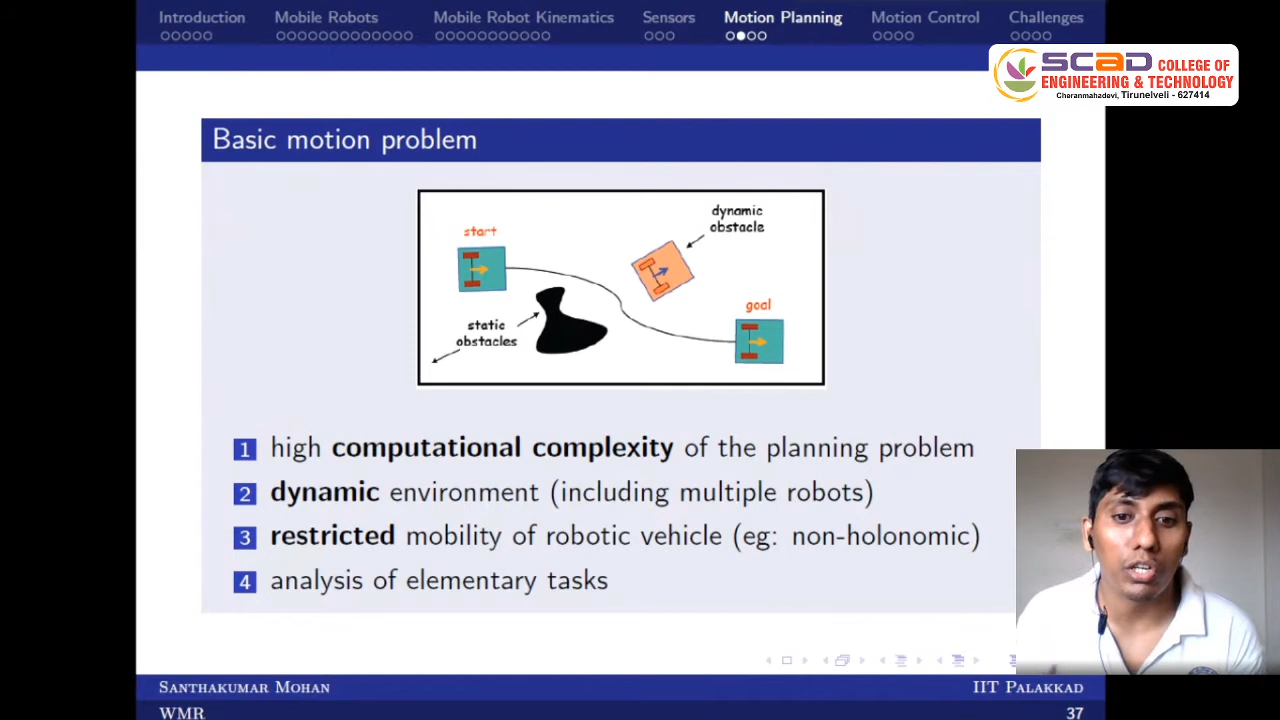 Introduction
Mobile Robots
Mobile Robot Kinematics
Sensors
Motion Planning
Motion Control
Challenges
SCAD COLLEGE OF
ENGINEERING & TECHNOLOGY
Cheranmahadevi, Tirunelveli - 627414
Basic motion problem
dynamic
obstacle
start
goal
static
obstacles
1 high computational complexity of the planning problem
2 dynamic environment (including multiple robots)
3 restricted mobility of robotic vehicle (eg: non-holonomic)
4 analysis of elementary tasks
Santhakumar Mohan
IIT Palakkad
WMR
37